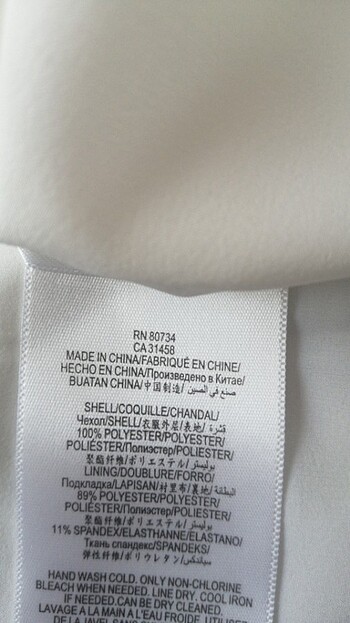 RN 80734
CA 31458
MADE IN CHINA/FABRIQUÉ EN CHINE/
HECHO EN CHINA/Произведено в Китае/
BUATAN CHINA/中国制造/ صنع في الصين
SHELL/COQUILLE/CHANDAL/
Чехол/SHELL/衣服外层/表地/ قشرة
100% POLYESTER/POLYESTER/
POLIÉSTER/Полиэстер/POLIESTER/
聚酯纤维/ポリエステル/ بوليستر
LINING/DOUBLURE/FORRO/
Подкладка/LAPISAN/衬里布/裏地/ البطانة
89% POLYESTER/POLYESTER/
POLIÉSTER/Полиэстер/POLIESTER/
聚酯纤维/ポリエステル/ بوليستر
11% SPANDEX/ELASTHANNE/ELASTANO/
Ткань спандекс/SPANDEKS/
弹性纤维/ポリウレタン/ سباندكس
HAND WASH COLD. ONLY NON-CHLORINE
BLEACH WHEN NEEDED. LINE DRY. COOL IRON
IF NEEDED.CAN BE DRY CLEANED.
LAVAGE A LA MAIN A L'EAU FROIDE. UTILISER
DE LA JAVEL SANS